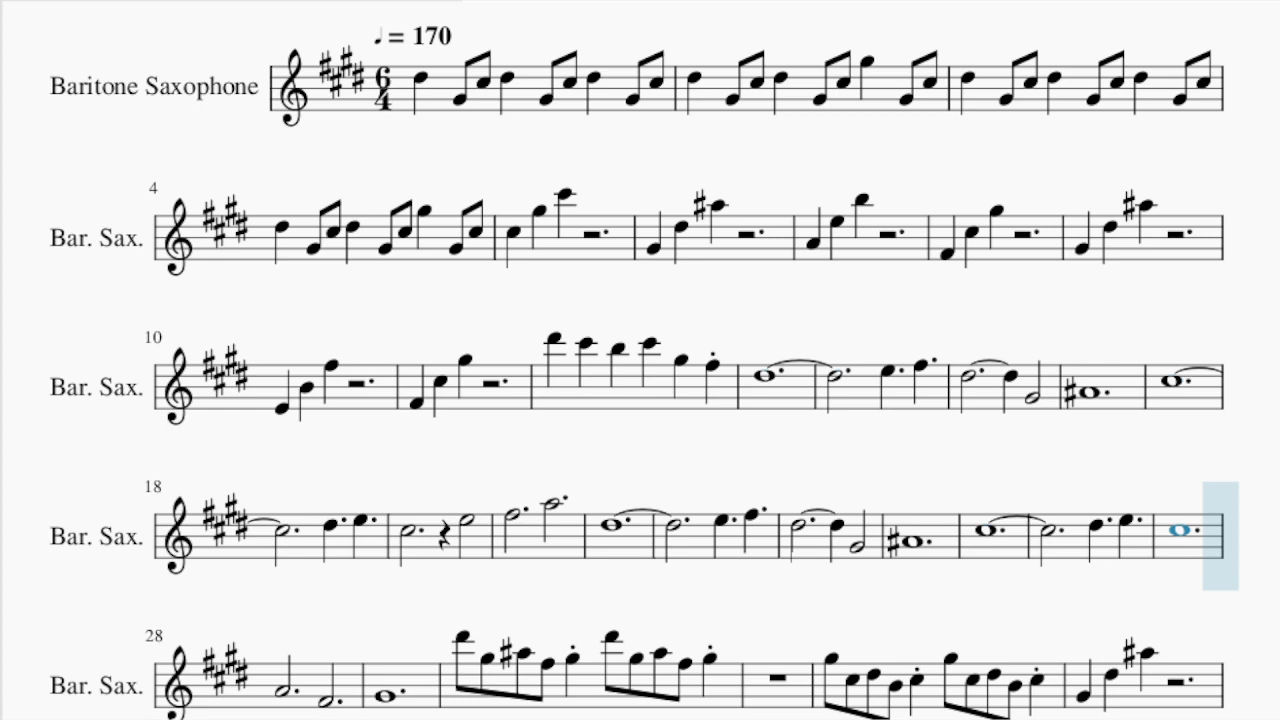 ♩ = 170
Baritone Saxophone
6
4
4
Bar. Sax.
10
Bar. Sax.
18
Bar. Sax.
28
Bar. Sax.